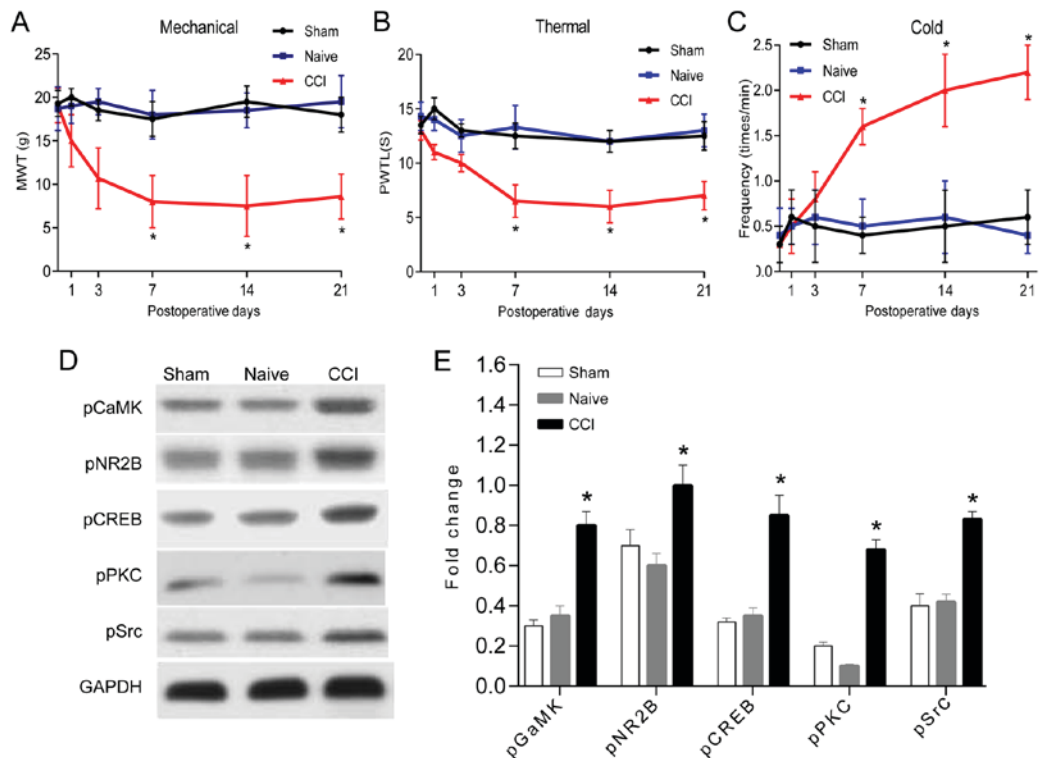 A
Mechanical
Sham
Naive
CCI
25
20
15
10
5
0
MWT (g)
*
*
*
1
3
7
14
21
Postoperative days
B
Thermal
Sham
Naive
CCI
20
15
10
5
0
PWTL(S)
*
*
*
1
3
7
14
21
Postoperative days
C
Cold
Sham
Naive
CCI
2.5
2.0
1.5
1.0
0.5
0.0
Frequency (times/min)
*
*
*
1
3
7
14
21
Postoperative days
D
Sham Naive CCI
pCaMK
pNR2B
pCREB
pPKC
pSrc
GAPDH
E
Sham
Naive
CCI
1.6
1.4
1.2
1.0
0.8
0.6
0.4
0.2
0.0
Fold change
*
*
*
*
*
pGaMK
pNR2B
pCREB
pPKC
pSrC